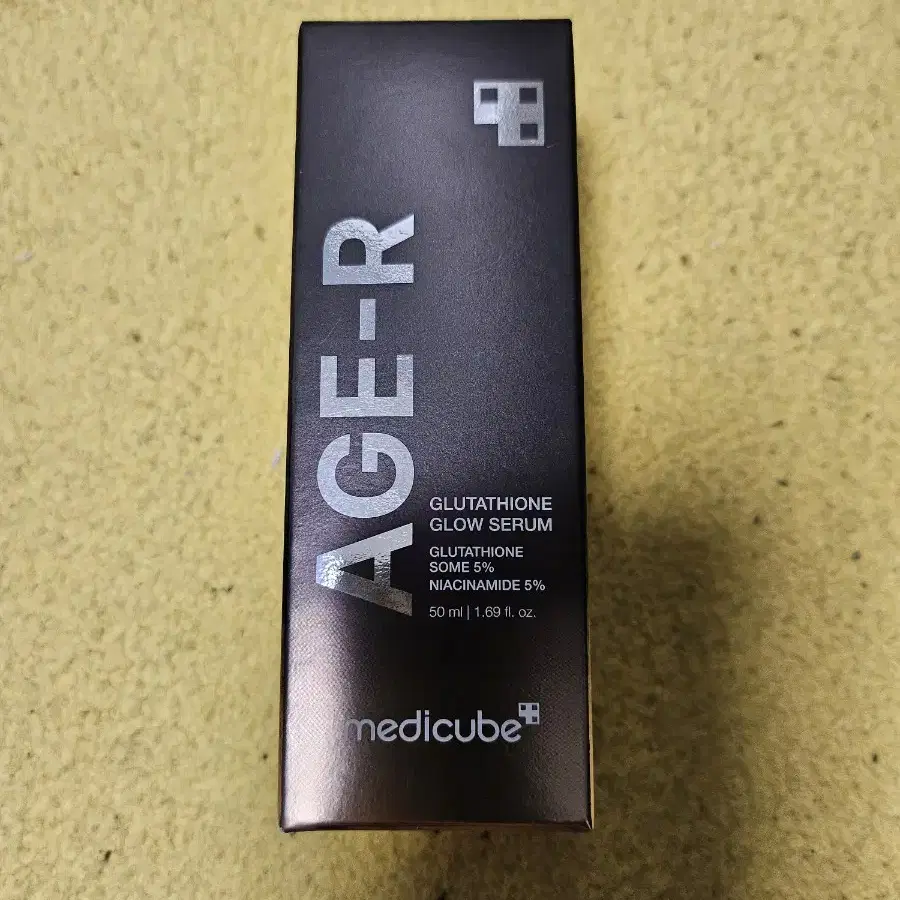 AGE-R
GLUTATHIONE
GLOW SERUM
GLUTATHIONE
SOME 5%
NIACINAMIDE 5%
50 ml | 1.69 fl. oz.
medicube